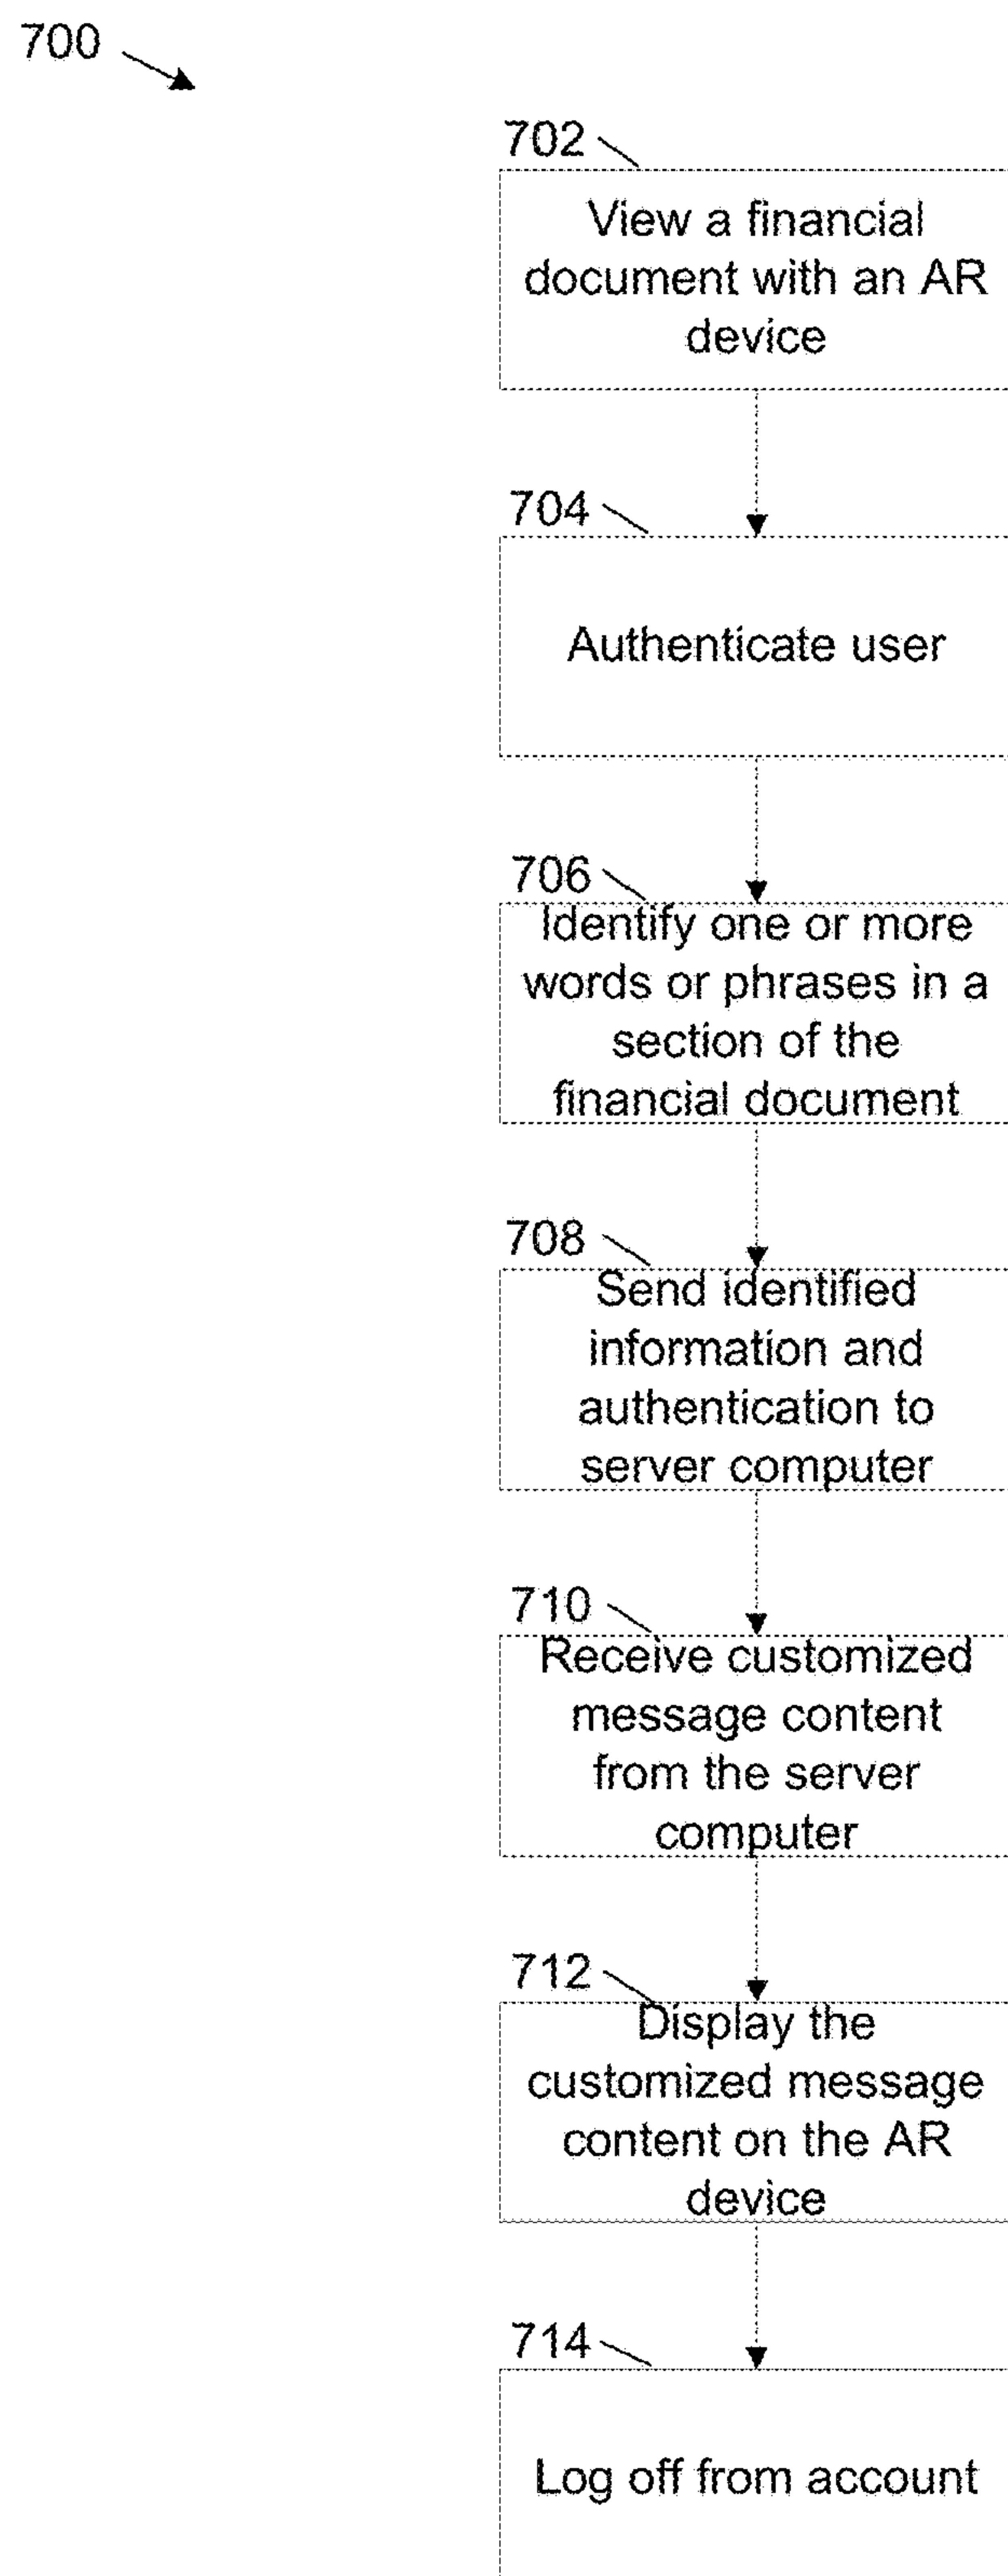 700
702
View a financial
document with an AR
device
704
Authenticate user
706
Identify one or more
words or phrases in a
section of the
financial document
708
Send identified
information and
authentication to
server computer
710
Receive customized
message content
from the server
computer
712
Display the
customized message
content on the AR
device
714
Log off from account